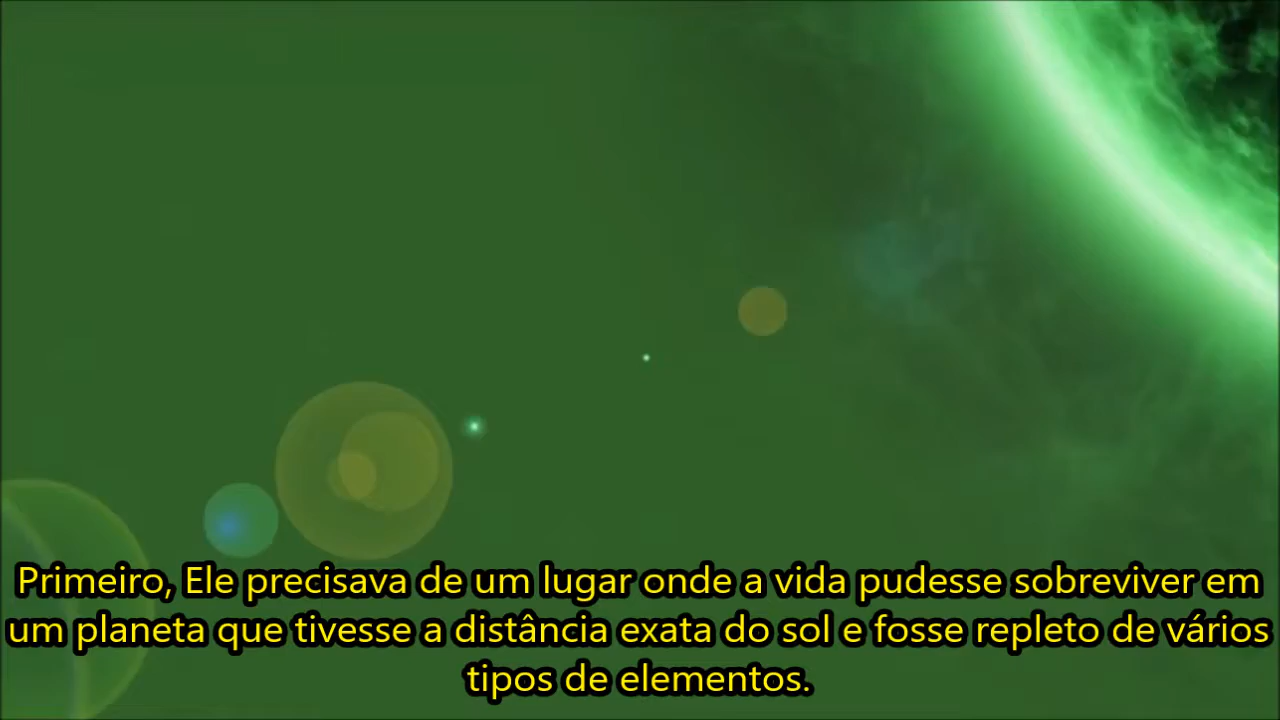 Primeiro, Ele precisava de um lugar onde a vida pudesse sobreviver em
um planeta que tivesse a distância exata do sol e fosse repleto de vários
tipos de elementos.